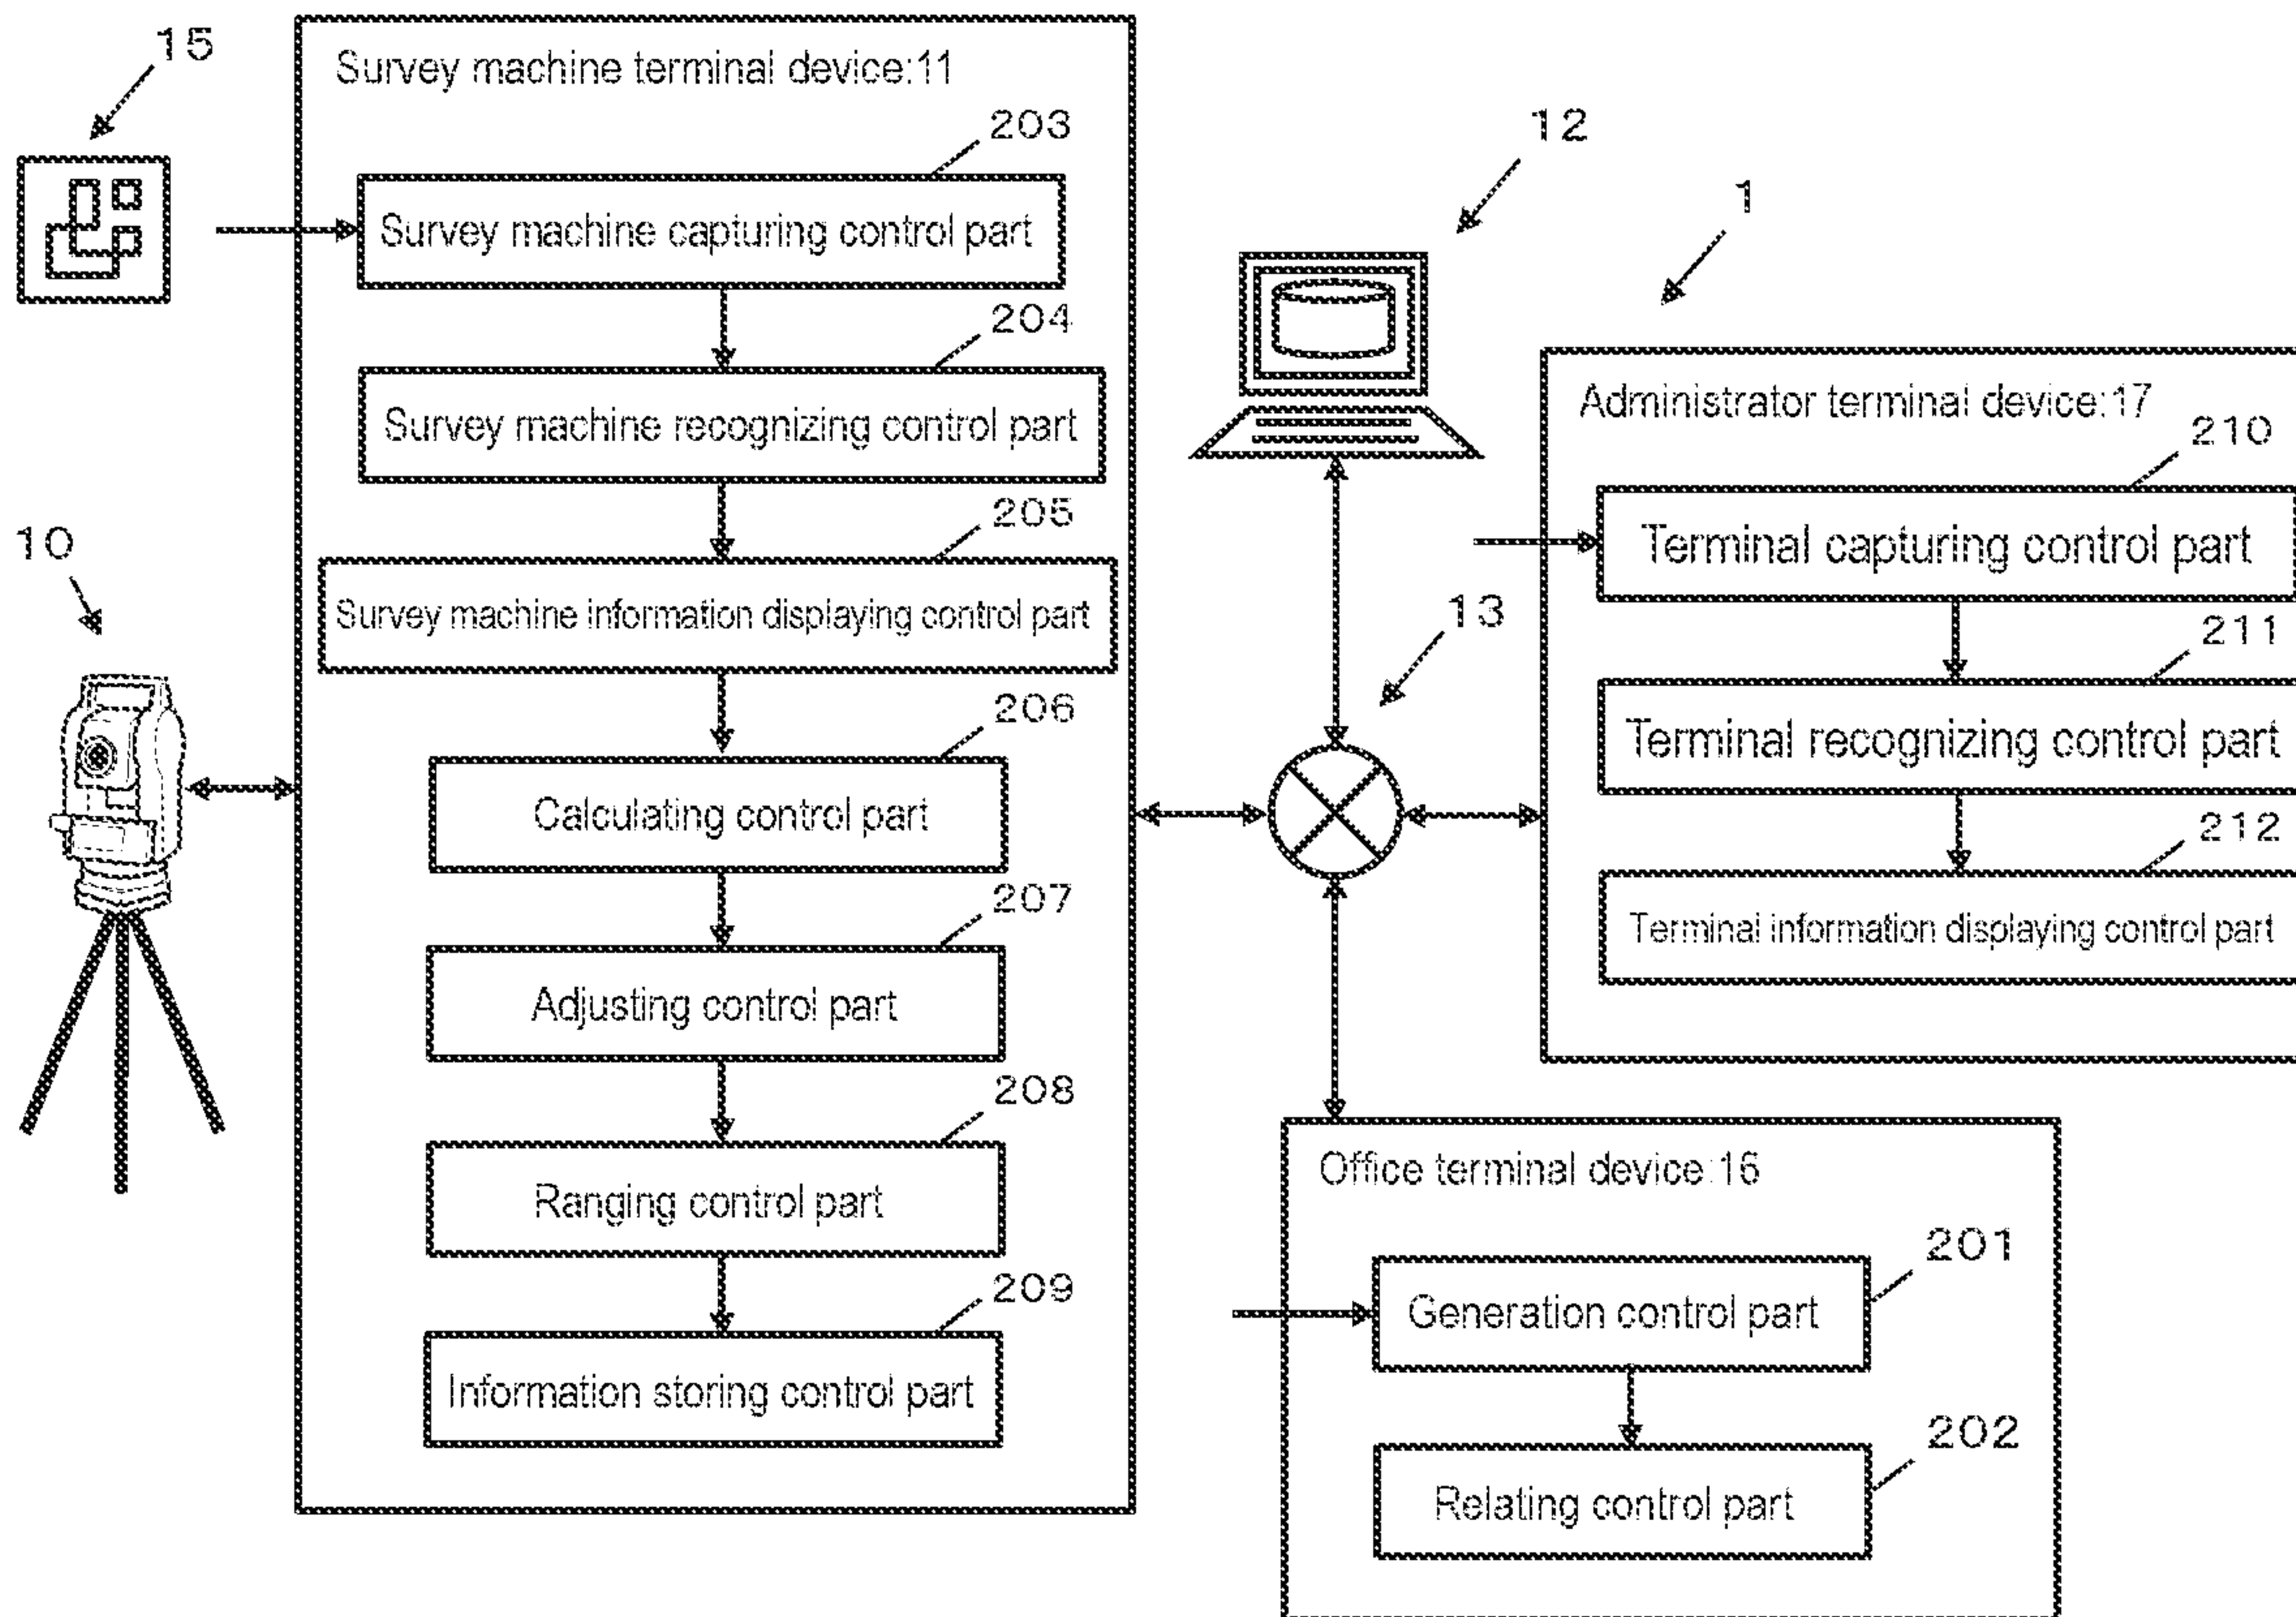 15
Survey machine terminal device:11
203
Survey machine capturing control part
204
Survey machine recognizing control part
205
Survey machine information displaying control part
10
206
Calculating control part
207
Adjusting control part
208
Ranging control part
209
Information storing control part
12
1
13
Administrator terminal device:17
210
Terminal capturing control part
211
Terminal recognizing control part
212
Terminal information displaying control part
Office terminal device:16
201
Generation control part
202
Relating control part